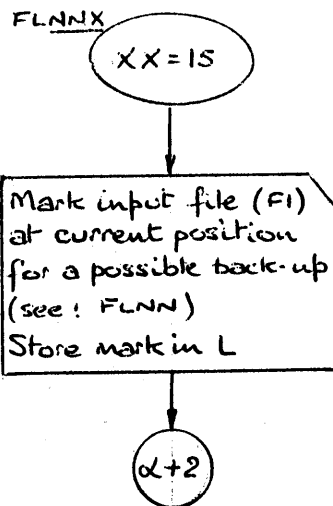 FLNNX
XX=15
Mark input file (FI)
at current position
for a possible back-up
(see: FLNN)
Store mark in L
α+2